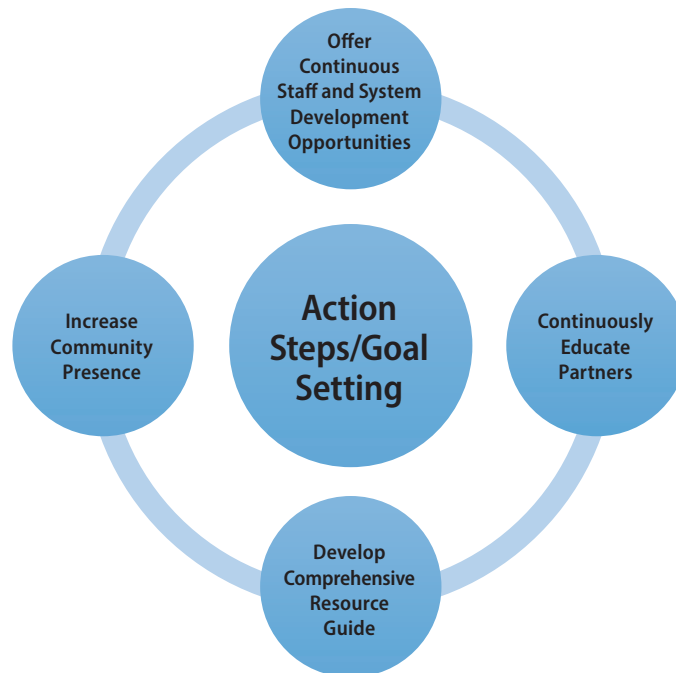 Offer
Continuous
Staff and System
Development
Opportunities
Increase
Community
Presence
Action
Steps/Goal
Setting
Continuously
Educate
Partners
Develop
Comprehensive
Resource
Guide